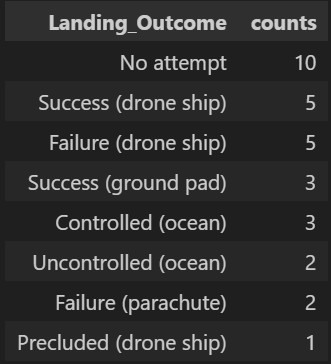 Landing_Outcome counts
No attempt 10
Success (drone ship) 5
Failure (drone ship) 5
Success (ground pad) 3
Controlled (ocean) 3
Uncontrolled (ocean) 2
Failure (parachute) 2
Precluded (drone ship) 1